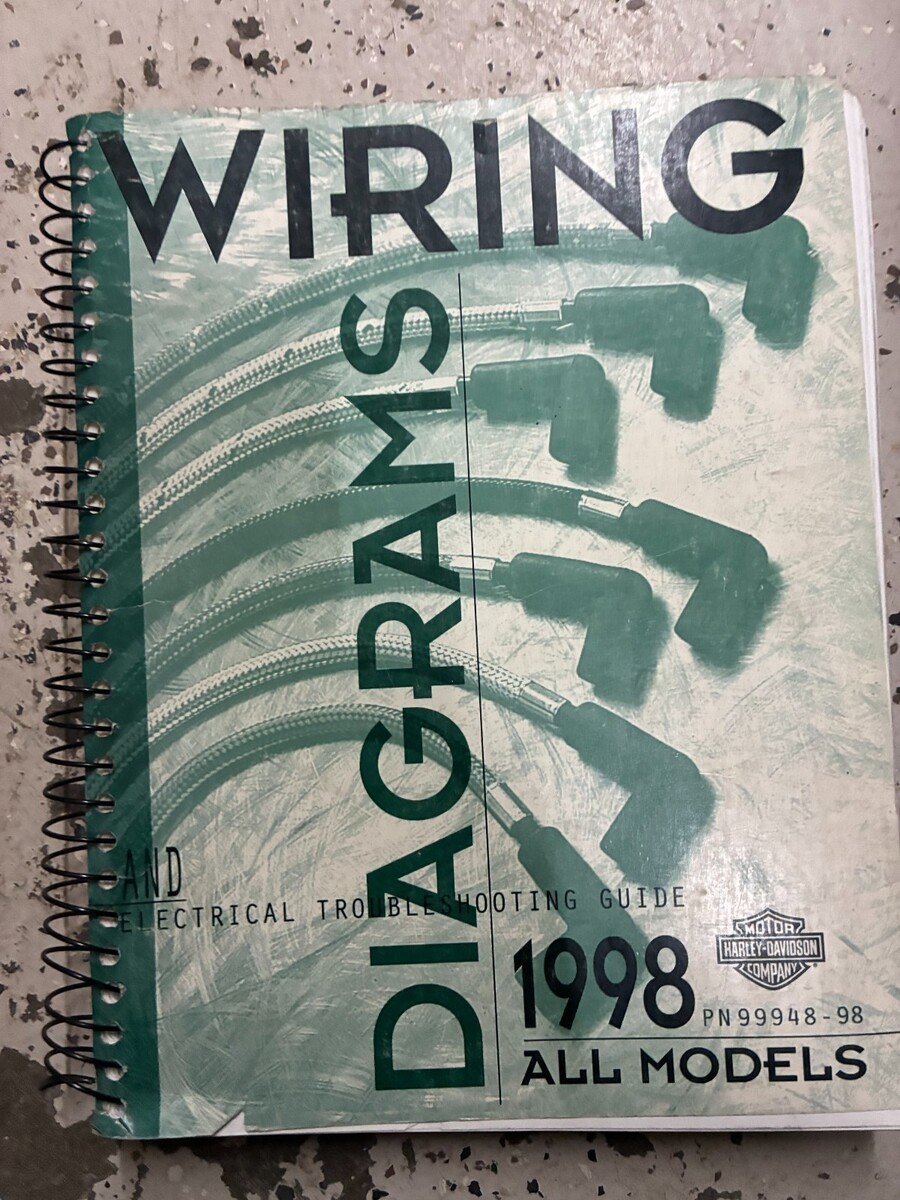 WIRING
DIAGRAMS
AND
ELECTRICAL TROUBLESHOOTING GUIDE
1998
MOTOR
HARLEY-DAVIDSON
COMPANY
PN99948-98
ALL MODELS